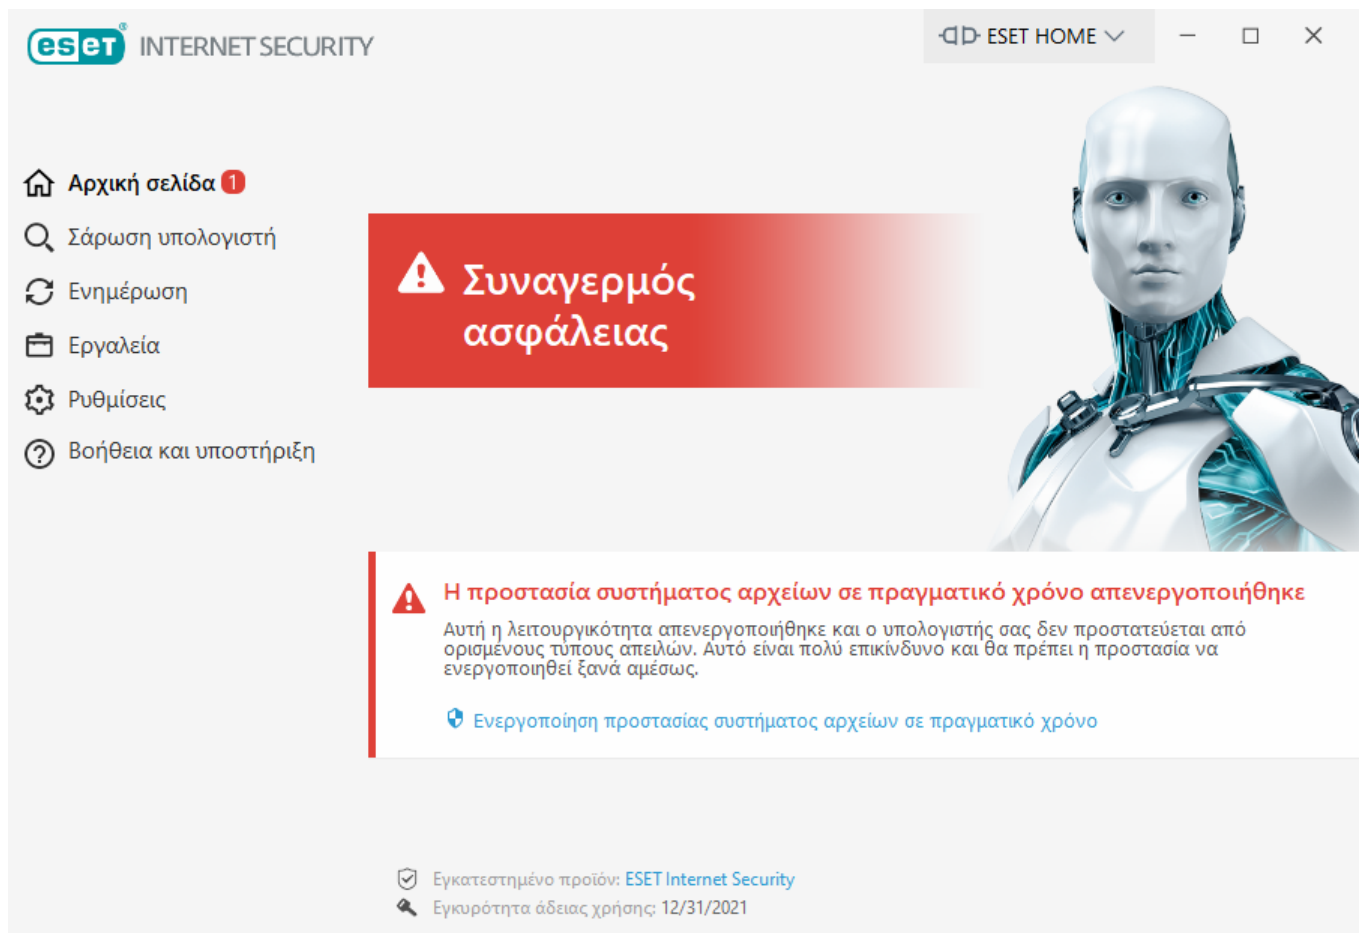 eset® INTERNET SECURITY
ESET HOME
Αρχική σελίδα 1
Σάρωση υπολογιστή
Ενημέρωση
Εργαλεία
Ρυθμίσεις
Βοήθεια και υποστήριξη
Συναγερμός
ασφάλειας
Η προστασία συστήματος αρχείων σε πραγματικό χρόνο απενεργοποιήθηκε
Αυτή η λειτουργικότητα απενεργοποιήθηκε και ο υπολογιστής σας δεν προστατεύεται από
ορισμένους τύπους απειλών. Αυτό είναι πολύ επικίνδυνο και θα πρέπει η προστασία να
ενεργοποιηθεί ξανά αμέσως.
Ενεργοποίηση προστασίας συστήματος αρχείων σε πραγματικό χρόνο
Εγκατεστημένο προϊόν: ESET Internet Security
Εγκυρότητα άδειας χρήσης: 12/31/2021